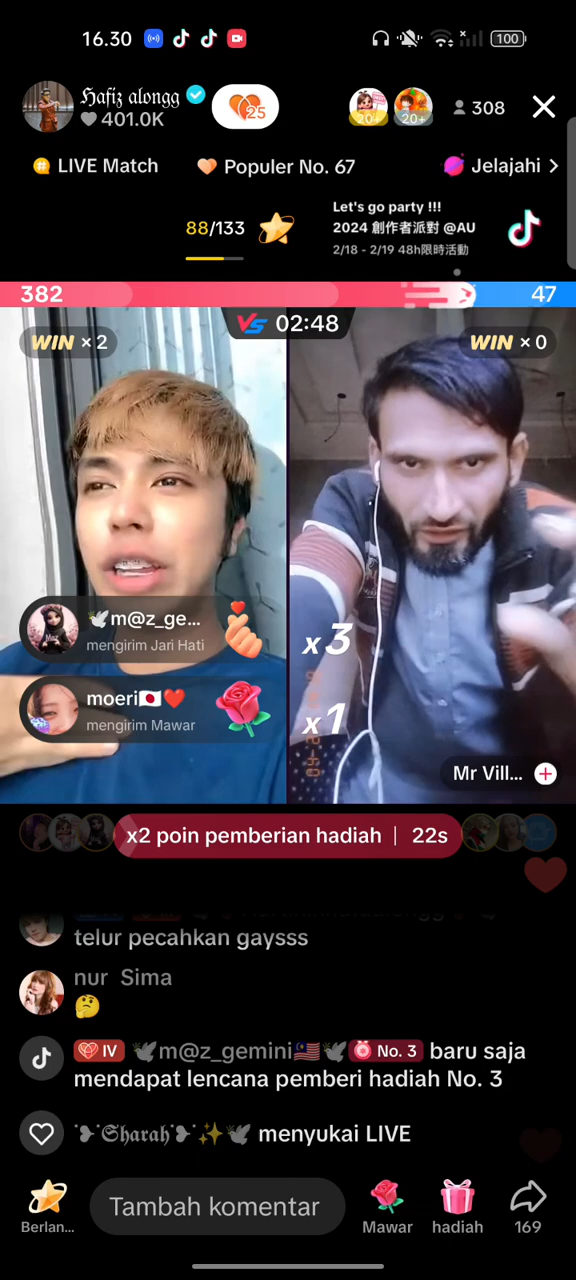 16.30
100
Hafiz alongg
401.0K
25
20+
20+
308
LIVE Match
Populer No. 67
Jelajahi
88/133
Let's go party !!!
2024 創作者派對 @AU
2/18 - 2/19 48h限時活動
382
47
VS 02:48
WIN × 2
WIN × 0
🕊m@z_ge...
mengirim Jari Hati
x3
moeri🇯🇵❤️
mengirim Mawar
x1
Mr Vill...
x2 poin pemberian hadiah | 22s
telur pecahkan gaysss
nur Sima
🤔
IV 🕊m@z_gemini🇲🇾🕊 No. 3 baru saja
mendapat lencana pemberi hadiah No. 3
Sharah ✨🕊 menyukai LIVE
Tambah komentar
Berlan...
Mawar
hadiah
169